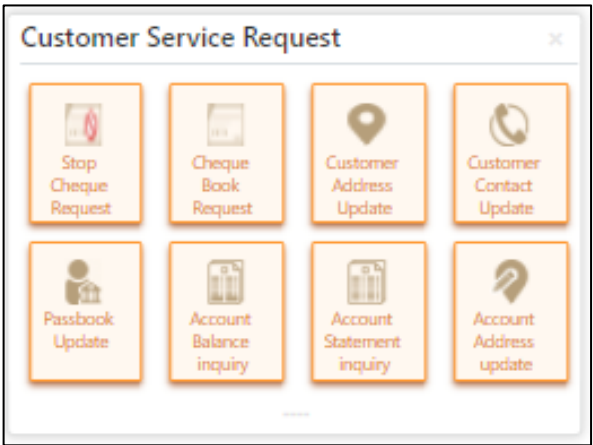 Customer Service Request
Stop
Cheque
Request
Cheque
Book
Request
Customer
Address
Update
Customer
Contact
Update
Passbook
Update
Account
Balance
inquiry
Account
Statement
inquiry
Account
Address
update